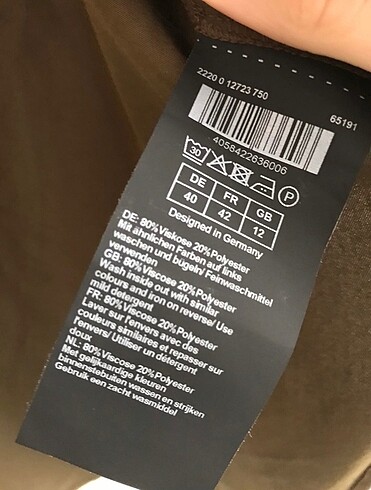 2220 0 12723 750
65191
4058422636006
30 P
DE FR GB
40 42 12
Designed in Germany
DE: 80% Viskose 20% Polyester
Mit ähnlichen Farben auf links
waschen und bügeln/ Feinwaschmittel
verwenden
GB: 80% Viscose 20% Polyester
Wash inside out with similar
colours and iron on reverse/ Use
mild detergent
FR: 80% Viscose 20% Polyester
Laver sur l'envers avec des
couleurs similaires et repasser sur
l'envers/ Utiliser un détergent
doux
NL: 80% Viscose 20% Polyester
Met gelijkaardige kleuren
binnenstebuiten wassen en strijken
Gebruik een zacht wasmiddel